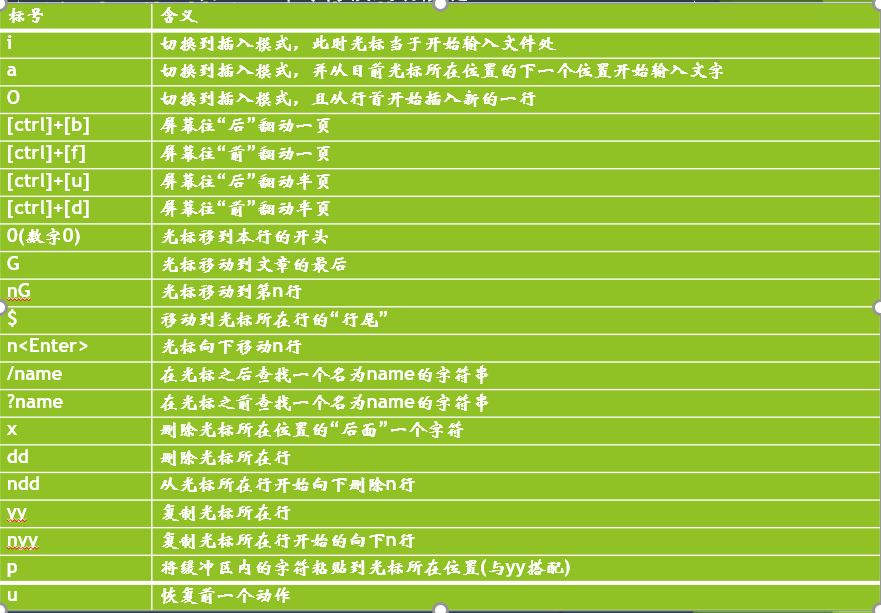 标号 含义
i 切换到插入模式，此时光标当于开始输入文件处
a 切换到插入模式，并从目前光标所在位置的下一个位置开始输入文字
O 切换到插入模式，且从行首开始插入新的一行
[ctrl]+[b] 屏幕往“后”翻动一页
[ctrl]+[f] 屏幕往“前”翻动一页
[ctrl]+[u] 屏幕往“后”翻动半页
[ctrl]+[d] 屏幕往“前”翻动半页
0(数字0) 光标移到本行的开头
G 光标移动到文章的最后
nG 光标移动到第n行
$ 移动到光标所在行的“行尾”
n<Enter> 光标向下移动n行
/name 在光标之后查找一个名为name的字符串
?name 在光标之前查找一个名为name的字符串
x 删除光标所在位置的“后面”一个字符
dd 删除光标所在行
ndd 从光标所在行开始向下删除n行
yy 复制光标所在行
nyy 复制光标所在行开始的向下n行
p 将缓冲区内的字符粘贴到光标所在位置(与yy搭配)
u 恢复前一个动作